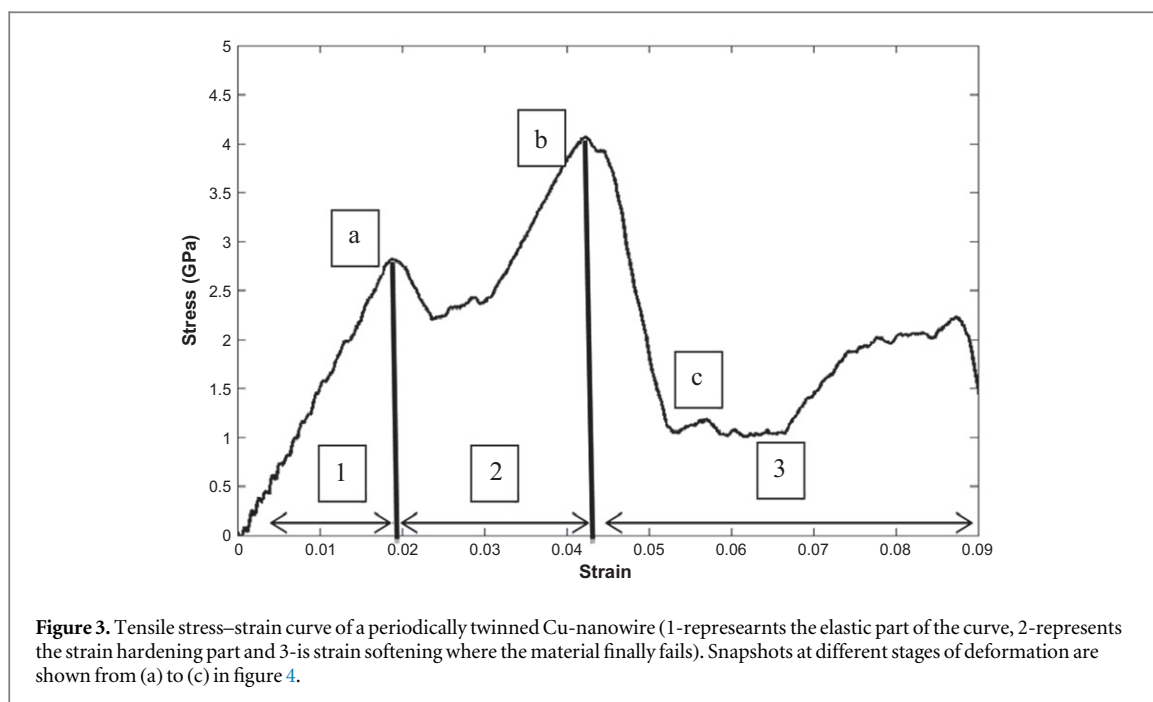 5
4.5
4
3.5
3
2.5
2
1.5
1
0.5
0
Stress (GPa)
a
b
c
1
2
3
0 0.01 0.02 0.03 0.04 0.05 0.06 0.07 0.08 0.09
Strain
Figure 3. Tensile stress–strain curve of a periodically twinned Cu-nanowire (1-represearnts the elastic part of the curve, 2-represents
the strain hardening part and 3-is strain softening where the material finally fails). Snapshots at different stages of deformation are
shown from (a) to (c) in figure 4.